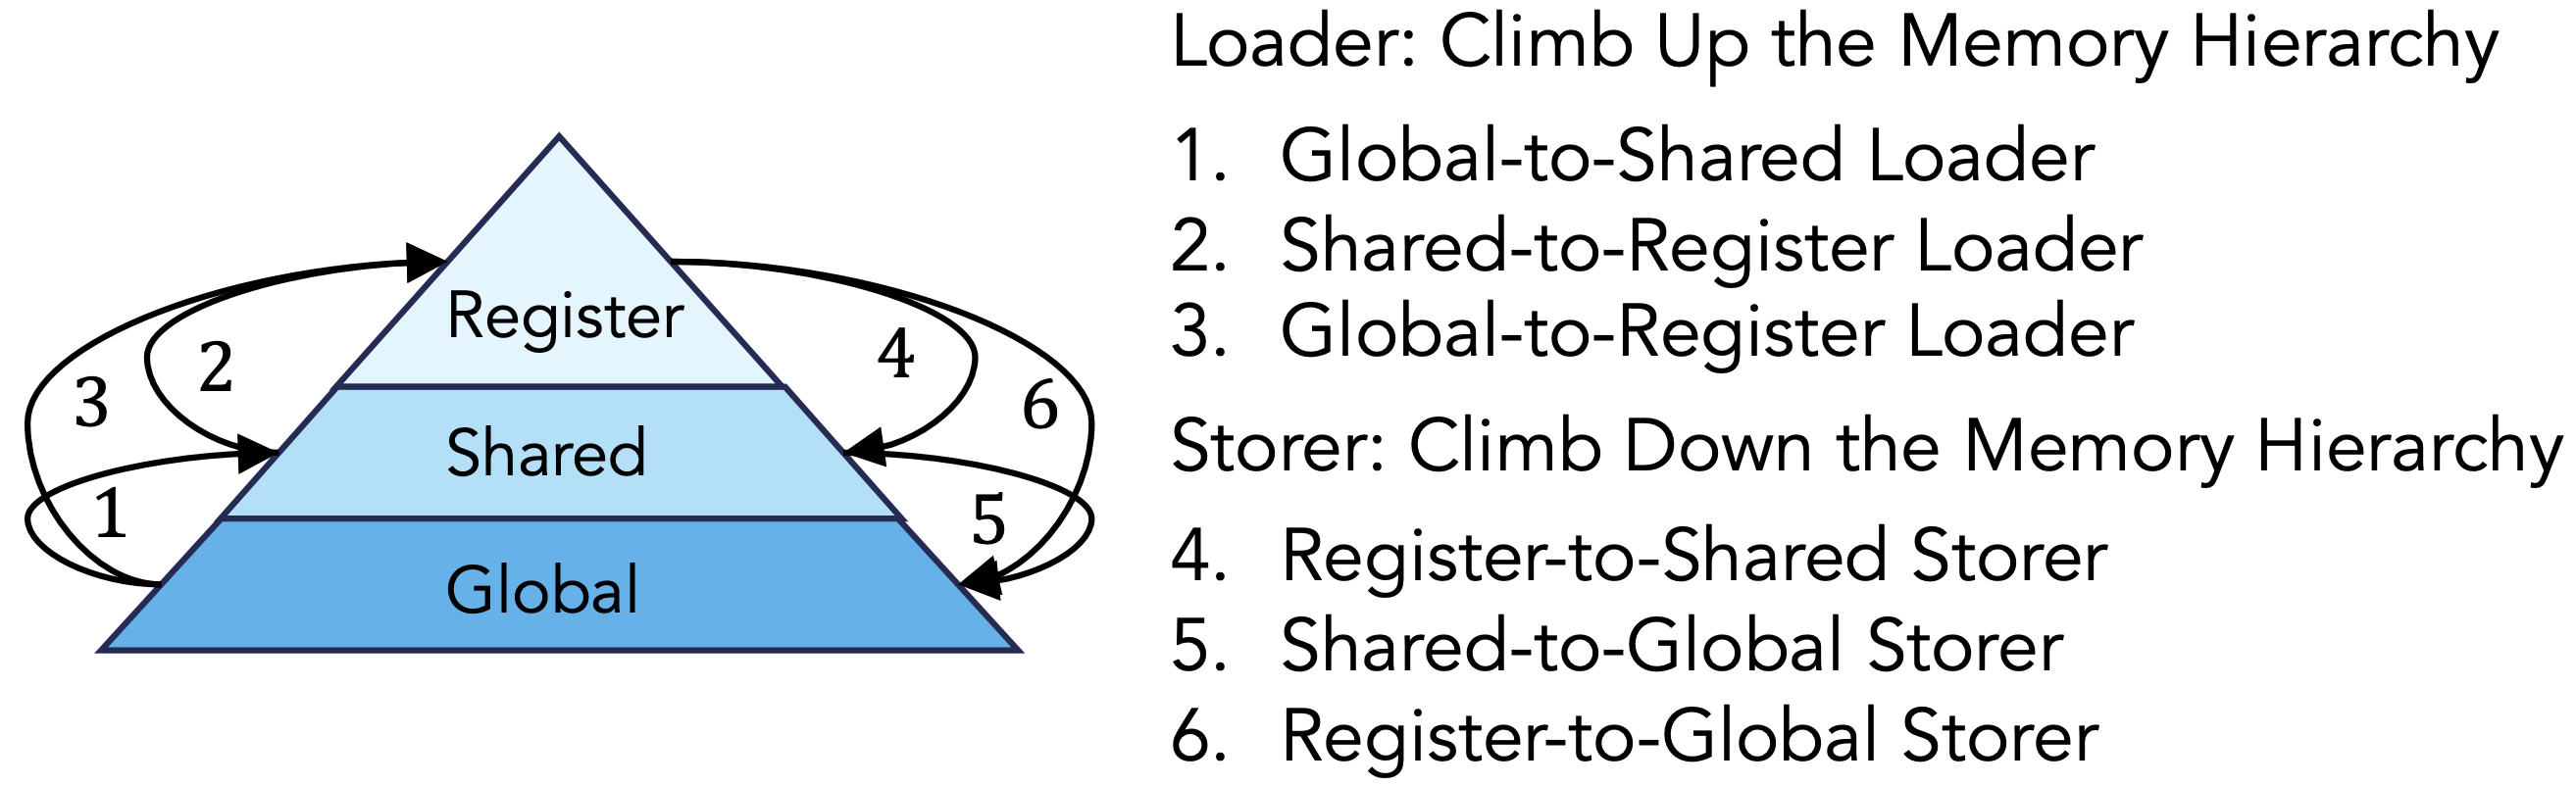 Loader: Climb Up the Memory Hierarchy
1. Global-to-Shared Loader
2. Shared-to-Register Loader
3. Global-to-Register Loader
Storer: Climb Down the Memory Hierarchy
4. Register-to-Shared Storer
5. Shared-to-Global Storer
6. Register-to-Global Storer
Register
Shared
Global
3
2
1
4
6
5